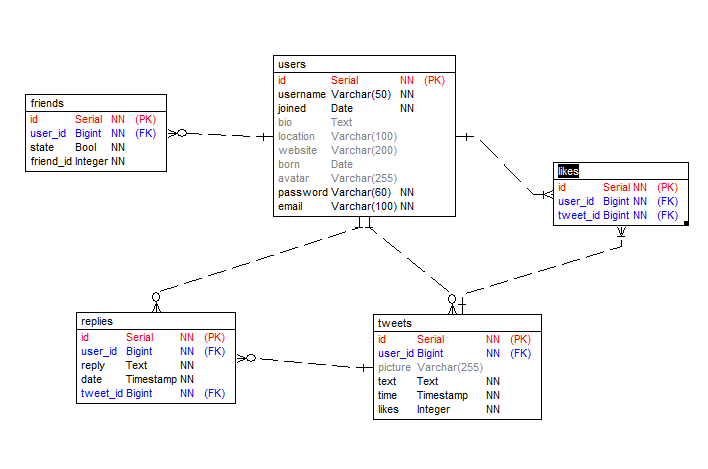 users
id Serial NN (PK)
username Varchar(50) NN
joined Date NN
bio Text
location Varchar(100)
website Varchar(200)
born Date
avatar Varchar(255)
password Varchar(60) NN
email Varchar(100) NN
friends
id Serial NN (PK)
user_id Bigint NN (FK)
state Bool NN
friend_id Integer NN
likes
id Serial NN (PK)
user_id Bigint NN (FK)
tweet_id Bigint NN (FK)
replies
id Serial NN (PK)
user_id Bigint NN (FK)
reply Text NN
date Timestamp NN
tweet_id Bigint NN (FK)
tweets
id Serial NN (PK)
user_id Bigint NN (FK)
picture Varchar(255)
text Text NN
time Timestamp NN
likes Integer NN